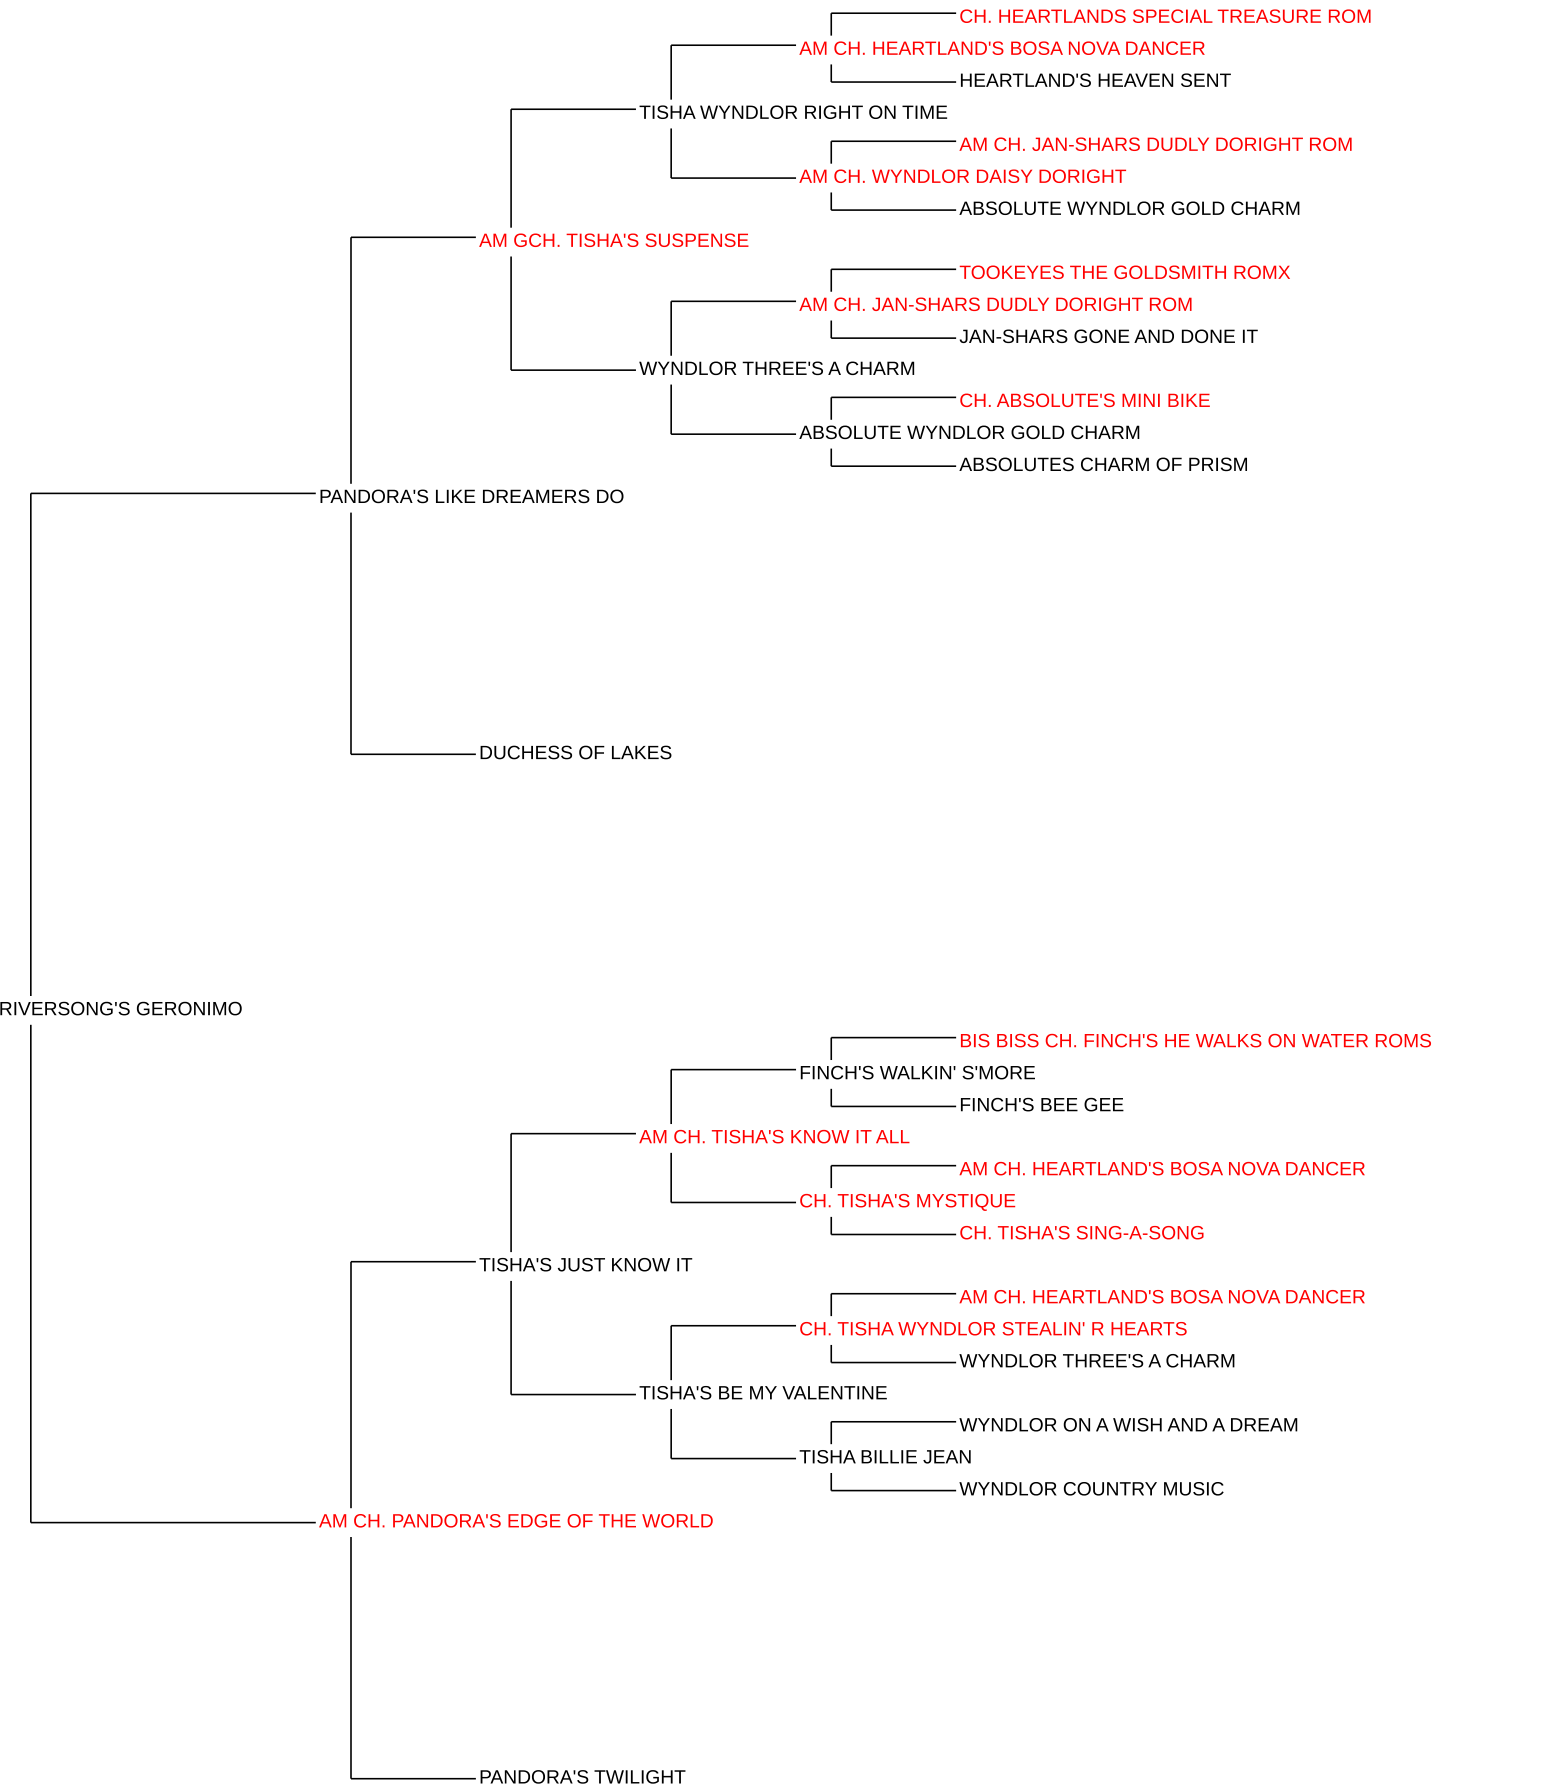 CH. HEARTLANDS SPECIAL TREASURE ROM
AM CH. HEARTLAND'S BOSA NOVA DANCER
HEARTLAND'S HEAVEN SENT
TISHA WYNDLOR RIGHT ON TIME
AM CH. JAN-SHARS DUDLY DORIGHT ROM
AM CH. WYNDLOR DAISY DORIGHT
ABSOLUTE WYNDLOR GOLD CHARM
AM GCH. TISHA'S SUSPENSE
TOOKEYES THE GOLDSMITH ROMX
AM CH. JAN-SHARS DUDLY DORIGHT ROM
JAN-SHARS GONE AND DONE IT
WYNDLOR THREE'S A CHARM
CH. ABSOLUTE'S MINI BIKE
ABSOLUTE WYNDLOR GOLD CHARM
ABSOLUTES CHARM OF PRISM
PANDORA'S LIKE DREAMERS DO
DUCHESS OF LAKES
RIVERSONG'S GERONIMO
BIS BISS CH. FINCH'S HE WALKS ON WATER ROMS
FINCH'S WALKIN' S'MORE
FINCH'S BEE GEE
AM CH. TISHA'S KNOW IT ALL
AM CH. HEARTLAND'S BOSA NOVA DANCER
CH. TISHA'S MYSTIQUE
CH. TISHA'S SING-A-SONG
TISHA'S JUST KNOW IT
AM CH. HEARTLAND'S BOSA NOVA DANCER
CH. TISHA WYNDLOR STEALIN' R HEARTS
WYNDLOR THREE'S A CHARM
TISHA'S BE MY VALENTINE
WYNDLOR ON A WISH AND A DREAM
TISHA BILLIE JEAN
WYNDLOR COUNTRY MUSIC
AM CH. PANDORA'S EDGE OF THE WORLD
PANDORA'S TWILIGHT